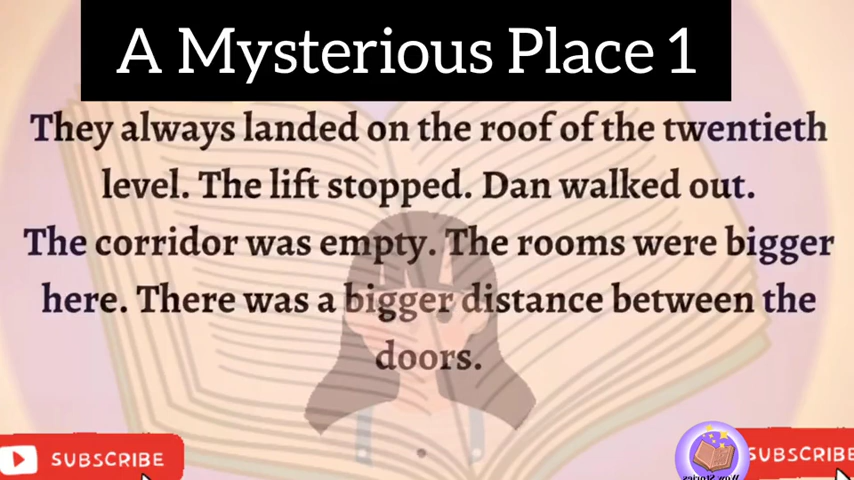 A Mysterious Place 1
They always landed on the roof of the twentieth
level. The lift stopped. Dan walked out.
The corridor was empty. The rooms were bigger
here. There was a bigger distance between the
doors.
SUBSCRIBE
SUBSCRIBE